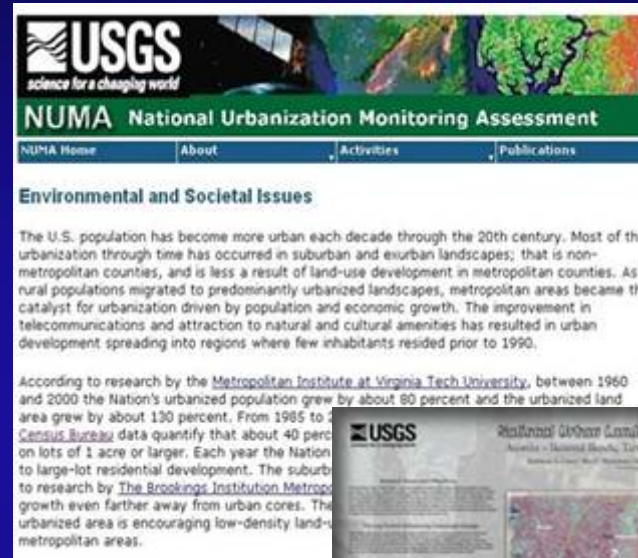 USGS
science for a changing world
NUMA National Urbanization Monitoring Assessment
NUMA Home About Activities Publications
Environmental and Societal Issues
The U.S. population has become more urban each decade through the 20th century. Most of th
urbanization through time has occurred in suburban and exurban landscapes; that is non-
metropolitan counties, and is less a result of land-use development in metropolitan counties. As
rural populations migrated to predominantly urbanized landscapes, metropolitan areas became th
catalyst for urbanization driven by population and economic growth. The improvement in
telecommunications and attraction to natural and cultural amenities has resulted in urban
development spreading into regions where few inhabitants resided prior to 1990.
According to research by the Metropolitan Institute at Virginia Tech University, between 1960
and 2000 the Nation's urbanized population grew by about 80 percent and the urbanized land
area grew by about 130 percent. From 1985 to
Census Bureau data quantify that about 40 perc
on lots of 1 acre or larger. Each year the Nation
to large-lot residential development. The suburb
to research by The Brookings Institution Metropo
growth even farther away from urban cores. The
urbanized area is encouraging low-density land-u
metropolitan areas.
USGS
National Urban Land